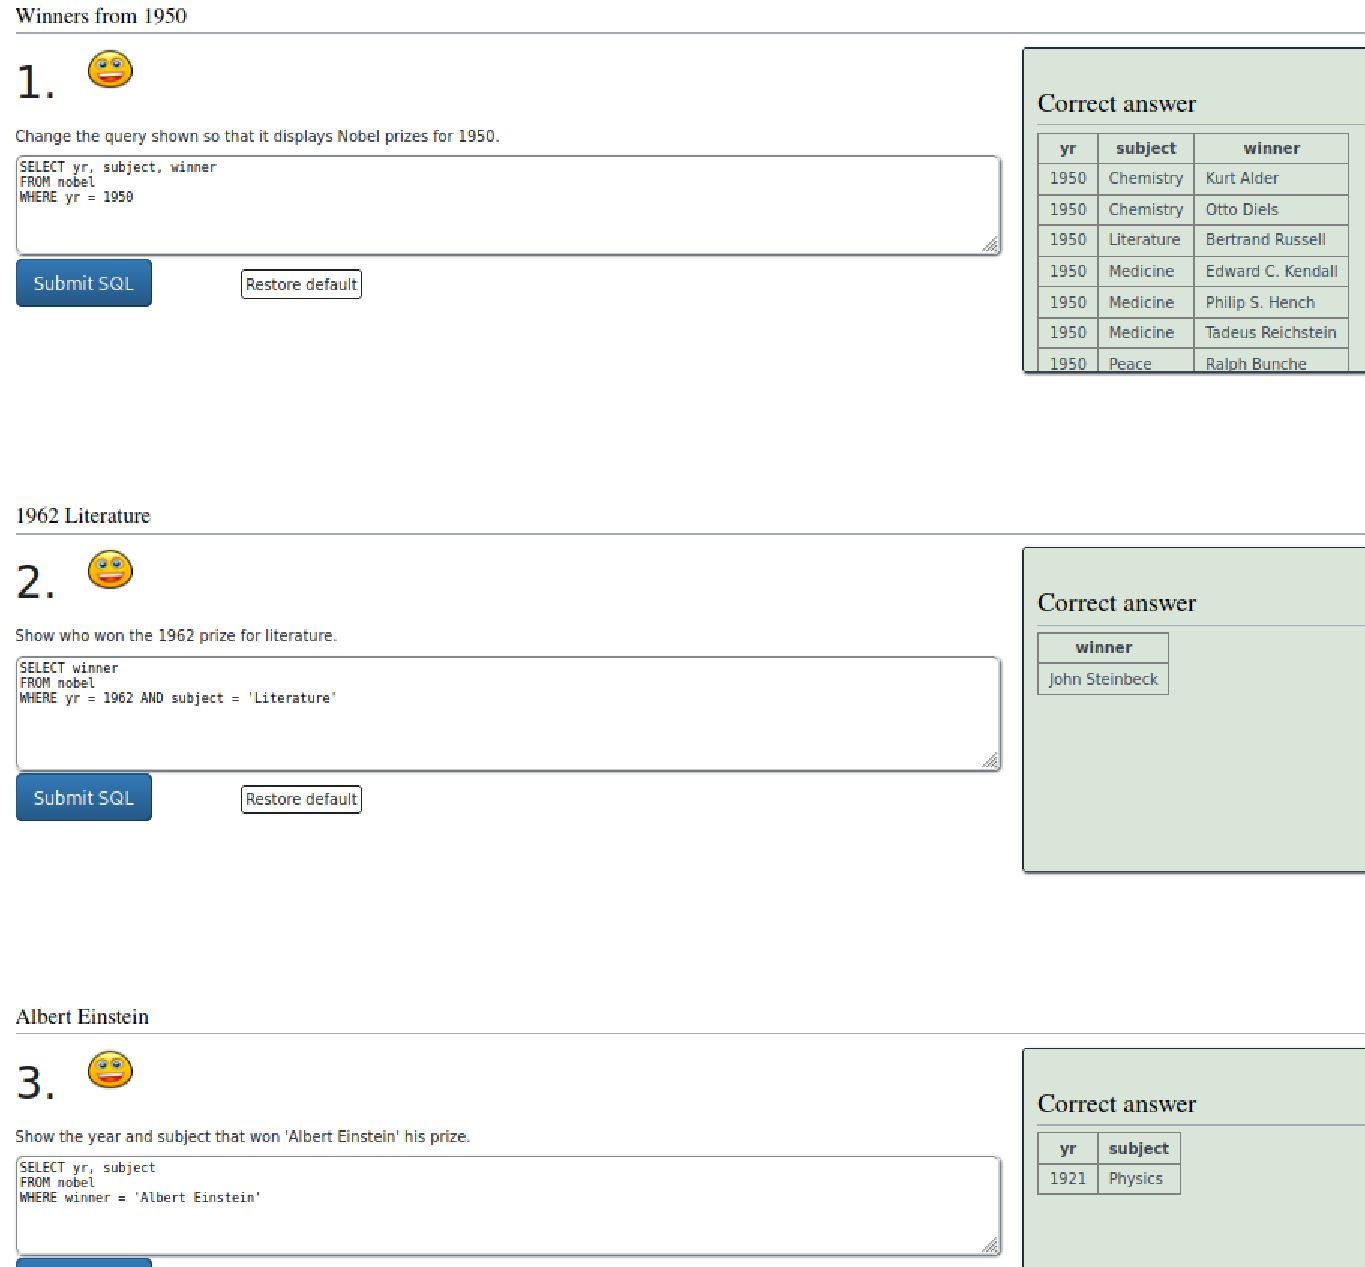 Winners from 1950
1.
Change the query shown so that it displays Nobel prizes for 1950.
SELECT yr, subject, winner
FROM nobel
WHERE yr = 1950
Submit SQL
Restore default
Correct answer
yr subject winner
1950 Chemistry Kurt Alder
1950 Chemistry Otto Diels
1950 Literature Bertrand Russell
1950 Medicine Edward C. Kendall
1950 Medicine Philip S. Hench
1950 Medicine Tadeus Reichstein
1950 Peace Ralph Bunche
1962 Literature
2.
Show who won the 1962 prize for literature.
SELECT winner
FROM nobel
WHERE yr = 1962 AND subject = 'Literature'
Submit SQL
Restore default
Correct answer
winner
John Steinbeck
Albert Einstein
3.
Show the year and subject that won 'Albert Einstein' his prize.
SELECT yr, subject
FROM nobel
WHERE winner = 'Albert Einstein'
Correct answer
yr subject
1921 Physics